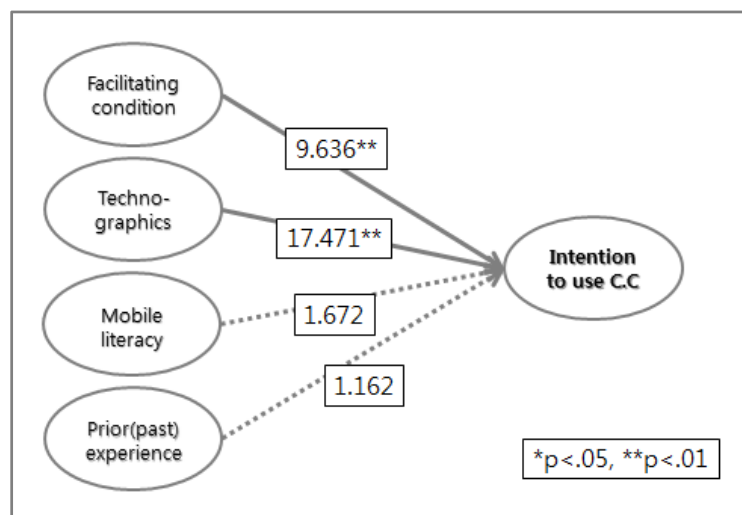 Facilitating
condition
9.636**
Techno-
graphics
17.471**
Intention
to use C.C
Mobile
literacy
1.672
1.162
Prior(past)
experience
*p<.05, **p<.01